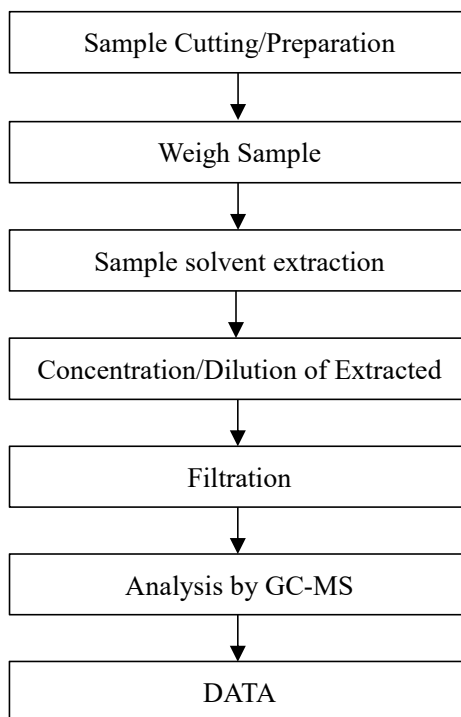 Sample Cutting/Preparation
Weigh Sample
Sample solvent extraction
Concentration/Dilution of Extracted
Filtration
Analysis by GC-MS
DATA